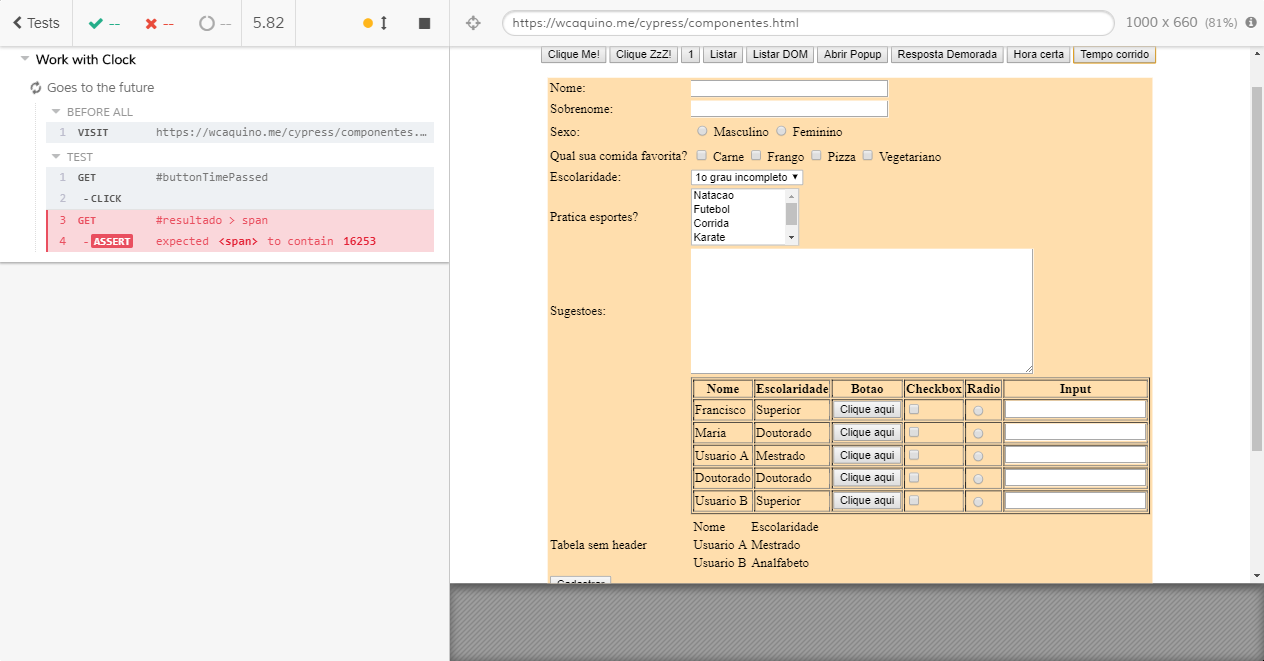 Tests
--
--
--
5.82
https://wcaquino.me/cypress/componentes.html
1000 x 660 (81%)
Work with Clock
Goes to the future
BEFORE ALL
1 VISIT https://wcaquino.me/cypress/componentes.…
TEST
1 GET #buttonTimePassed
2 -CLICK
3 GET #resultado > span
4 -ASSERT expected <span> to contain 16253
Clique Me! Clique ZzZ! 1 Listar Listar DOM Abrir Popup Resposta Demorada Hora certa Tempo corrido
Nome:
Sobrenome:
Sexo: Masculino Feminino
Qual sua comida favorita? Carne Frango Pizza Vegetariano
Escolaridade: 1o grau incompleto
Pratica esportes?
Natacao
Futebol
Corrida
Karate
Sugestoes:
Nome Escolaridade Botao Checkbox Radio Input
Francisco Superior Clique aqui
Maria Doutorado Clique aqui
Usuario A Mestrado Clique aqui
Doutorado Doutorado Clique aqui
Usuario B Superior Clique aqui
Tabela sem header
Nome Escolaridade
Usuario A Mestrado
Usuario B Analfabeto
Cadastrar